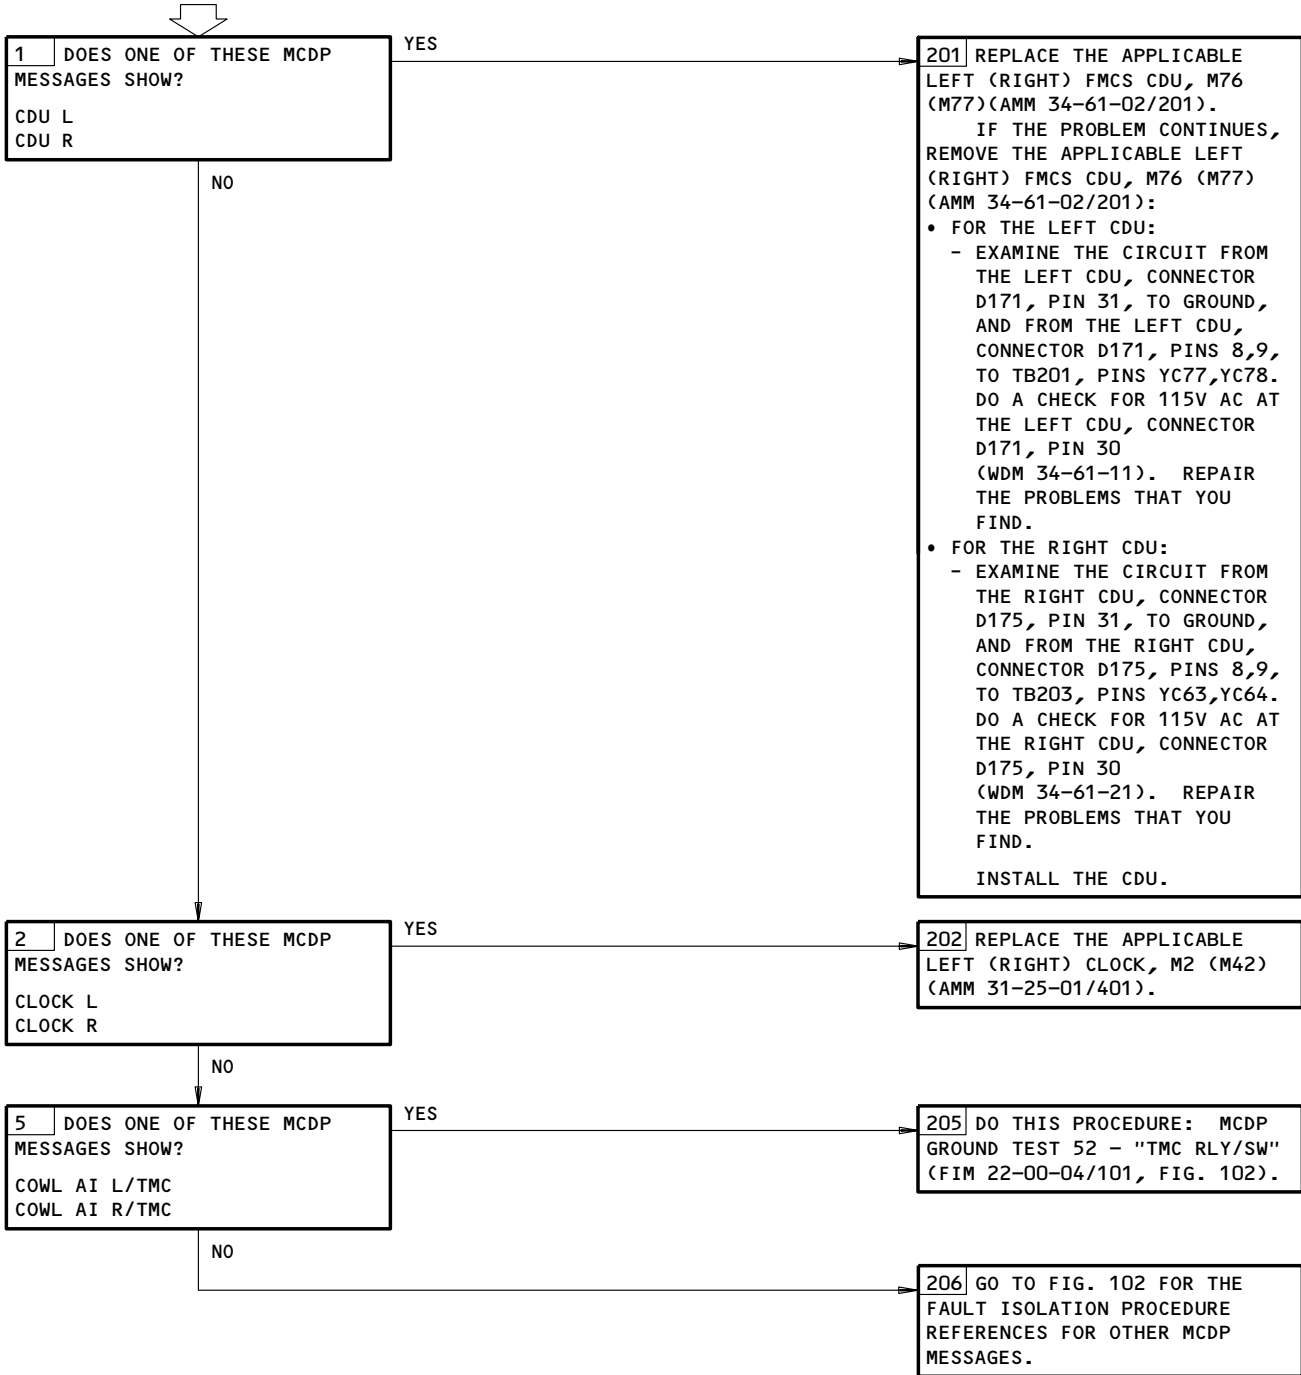 1 DOES ONE OF THESE MCDP
MESSAGES SHOW?
CDU L
CDU R
YES
NO
201 REPLACE THE APPLICABLE
LEFT (RIGHT) FMCS CDU, M76
(M77)(AMM 34-61-02/201).
IF THE PROBLEM CONTINUES,
REMOVE THE APPLICABLE LEFT
(RIGHT) FMCS CDU, M76 (M77)
(AMM 34-61-02/201):
• FOR THE LEFT CDU:
- EXAMINE THE CIRCUIT FROM
THE LEFT CDU, CONNECTOR
D171, PIN 31, TO GROUND,
AND FROM THE LEFT CDU,
CONNECTOR D171, PINS 8,9,
TO TB201, PINS YC77,YC78.
DO A CHECK FOR 115V AC AT
THE LEFT CDU, CONNECTOR
D171, PIN 30
(WDM 34-61-11). REPAIR
THE PROBLEMS THAT YOU
FIND.
• FOR THE RIGHT CDU:
- EXAMINE THE CIRCUIT FROM
THE RIGHT CDU, CONNECTOR
D175, PIN 31, TO GROUND,
AND FROM THE RIGHT CDU,
CONNECTOR D175, PINS 8,9,
TO TB203, PINS YC63,YC64.
DO A CHECK FOR 115V AC AT
THE RIGHT CDU, CONNECTOR
D175, PIN 30
(WDM 34-61-21). REPAIR
THE PROBLEMS THAT YOU
FIND.
INSTALL THE CDU.
2 DOES ONE OF THESE MCDP
MESSAGES SHOW?
CLOCK L
CLOCK R
YES
NO
202 REPLACE THE APPLICABLE
LEFT (RIGHT) CLOCK, M2 (M42)
(AMM 31-25-01/401).
5 DOES ONE OF THESE MCDP
MESSAGES SHOW?
COWL AI L/TMC
COWL AI R/TMC
YES
NO
205 DO THIS PROCEDURE: MCDP
GROUND TEST 52 - "TMC RLY/SW"
(FIM 22-00-04/101, FIG. 102).
206 GO TO FIG. 102 FOR THE
FAULT ISOLATION PROCEDURE
REFERENCES FOR OTHER MCDP
MESSAGES.